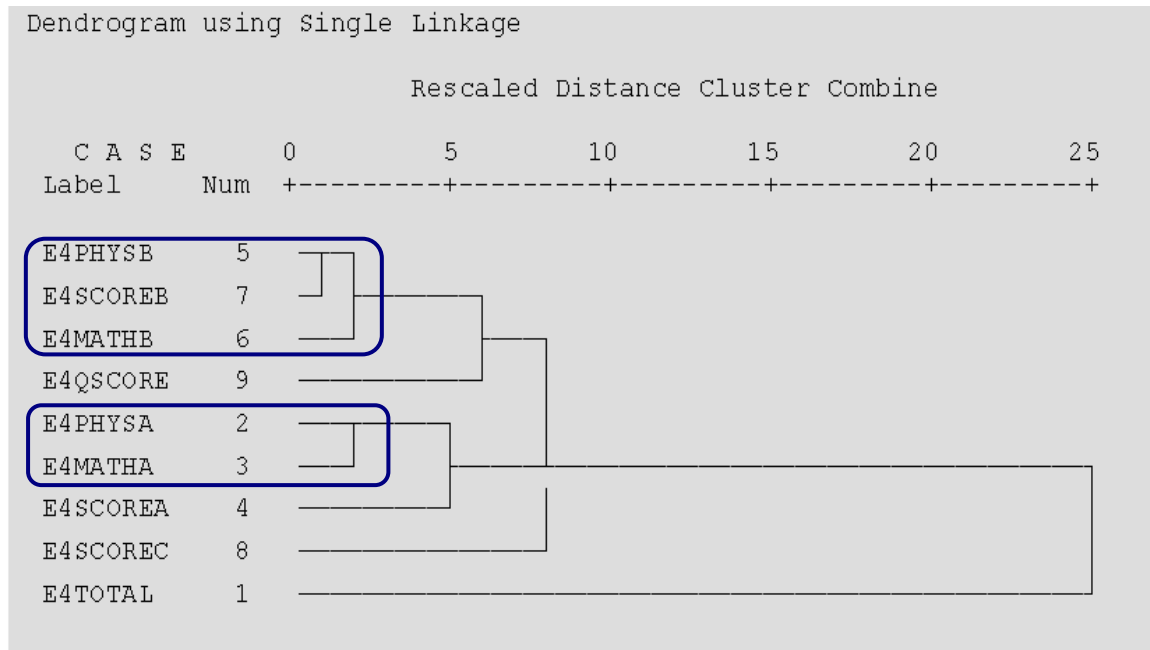 Dendrogram using Single Linkage
Rescaled Distance Cluster Combine
C A S E 0 5 10 15 20 25
Label Num +---------+---------+---------+---------+---------+
E4PHYSB 5
E4SCOREB 7
E4MATHB 6
E4QSCORE 9
E4PHYSA 2
E4MATHA 3
E4SCOREA 4
E4SCOREC 8
E4TOTAL 1